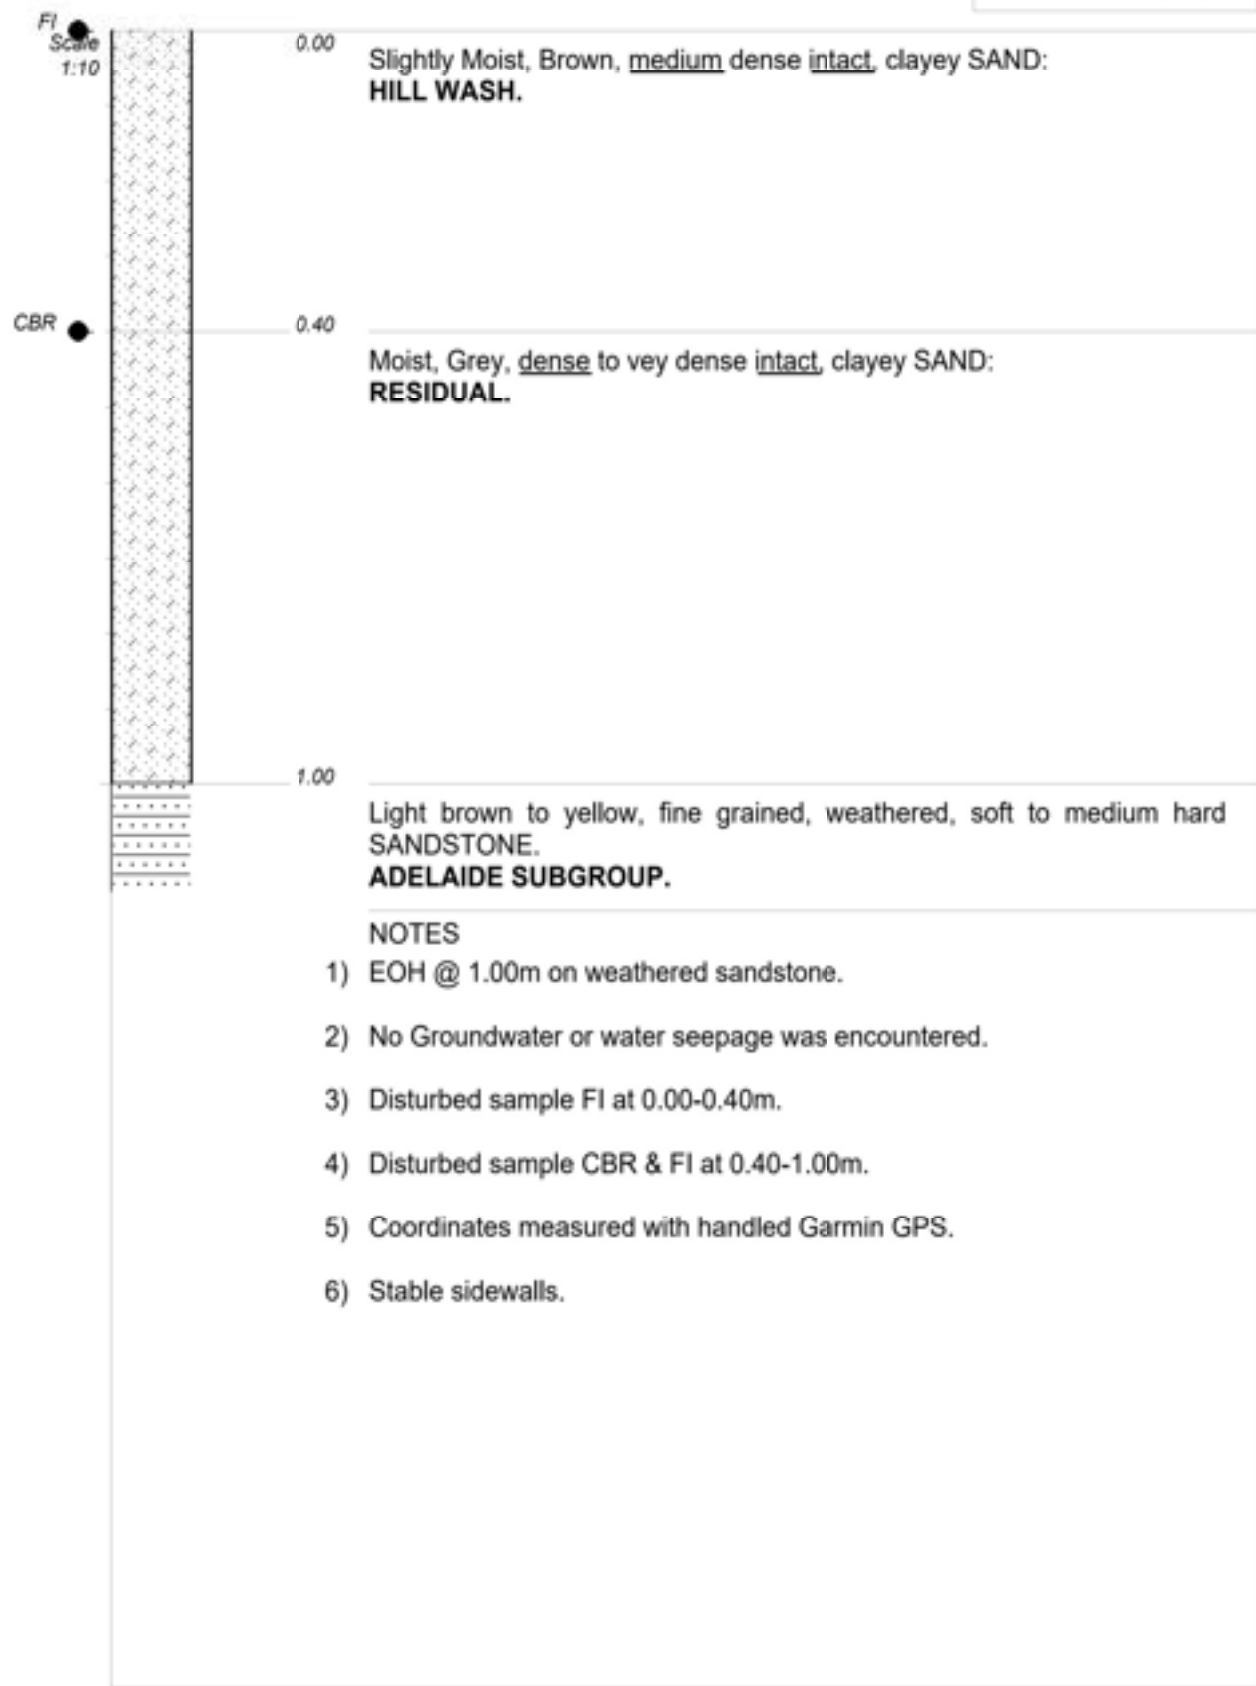 FI
Scale
1:10
0.00
Slightly Moist, Brown, medium dense intact, clayey SAND:
HILL WASH.
CBR
0.40
Moist, Grey, dense to vey dense intact, clayey SAND:
RESIDUAL.
1.00
Light brown to yellow, fine grained, weathered, soft to medium hard
SANDSTONE.
ADELAIDE SUBGROUP.
NOTES
1) EOH @ 1.00m on weathered sandstone.
2) No Groundwater or water seepage was encountered.
3) Disturbed sample FI at 0.00-0.40m.
4) Disturbed sample CBR & FI at 0.40-1.00m.
5) Coordinates measured with handled Garmin GPS.
6) Stable sidewalls.